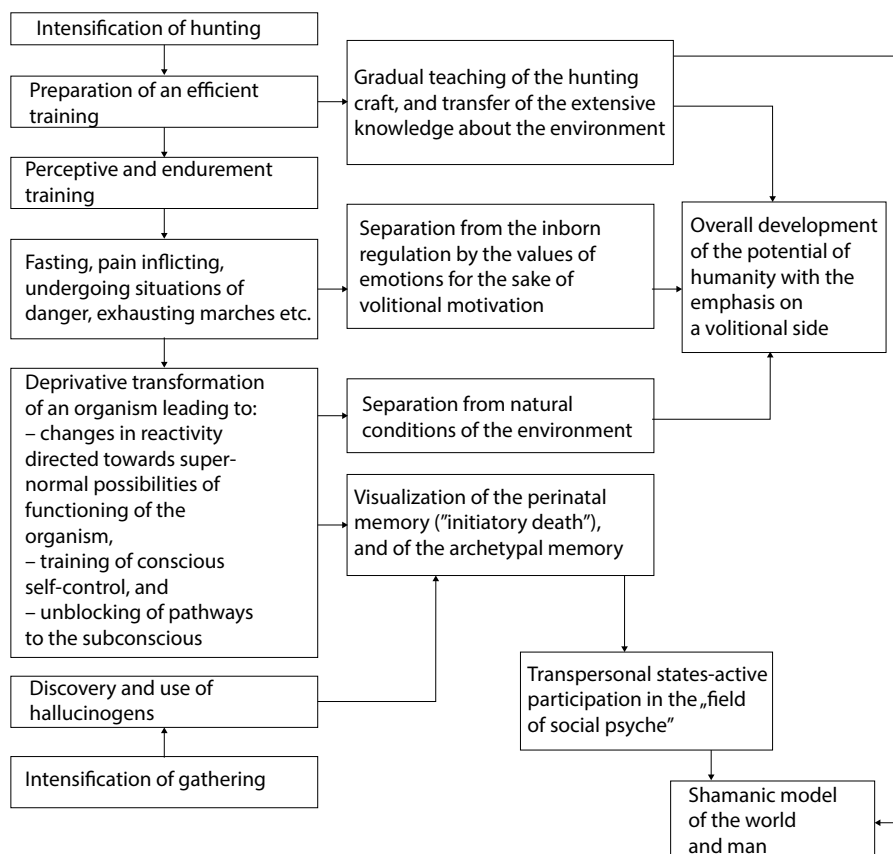 Intensification of hunting
Preparation of an efficient
training
Perceptive and endurement
training
Fasting, pain inflicting,
undergoing situations of
danger, exhausting marches etc.
Deprivative transformation
of an organism leading to:
– changes in reactivity
directed towards super-
normal possibilities of
functioning of the
organism,
– training of conscious
self-control, and
– unblocking of pathways
to the subconscious
Discovery and use of
hallucinogens
Intensification of gathering
Gradual teaching of the hunting
craft, and transfer of the extensive
knowledge about the environment
Separation from the inborn
regulation by the values of
emotions for the sake of
volitional motivation
Separation from natural
conditions of the environment
Visualization of the perinatal
memory (”initiatory death”),
and of the archetypal memory
Overall development
of the potential of
humanity with the
emphasis on
a volitional side
Transpersonal states-active
participation in the „field
of social psyche”
Shamanic model
of the world
and man